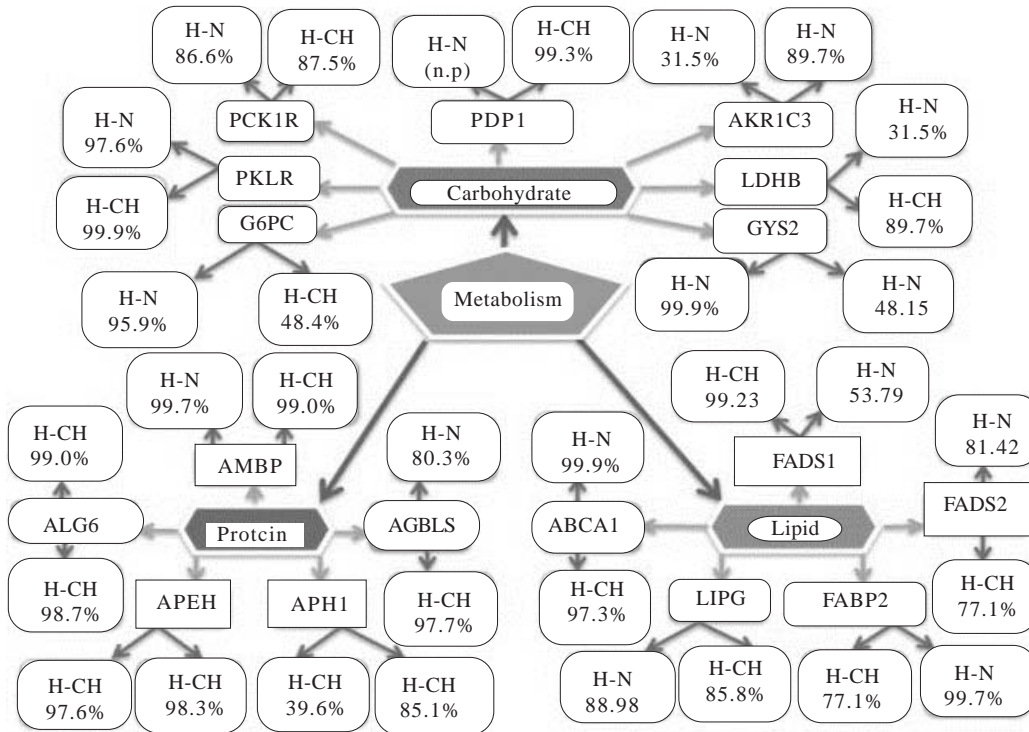 H-N
86.6%
H-CH
87.5%
H-N
(n.p)
H-CH
99.3%
H-N
31.5%
H-N
89.7%
PCK1R
PDP1
AKR1C3
H-N
97.6%
H-N
31.5%
PKLR
Carbohydrate
LDHB
H-CH
99.9%
G6PC
GYS2
H-CH
89.7%
H-N
95.9%
H-CH
48.4%
Metabolism
H-N
99.9%
H-N
48.15
H-N
99.7%
H-CH
99.0%
H-CH
99.23
H-N
53.79
H-CH
99.0%
AMBP
H-N
80.3%
H-N
99.9%
FADS1
H-N
81.42
ALG6
Protcin
AGBLS
ABCA1
Lipid
FADS2
H-CH
98.7%
APEH
APH1
H-CH
97.7%
H-CH
97.3%
LIPG
FABP2
H-CH
77.1%
H-CH
97.6%
H-CH
98.3%
H-CH
39.6%
H-CH
85.1%
H-N
88.98
H-CH
85.8%
H-CH
77.1%
H-N
99.7%